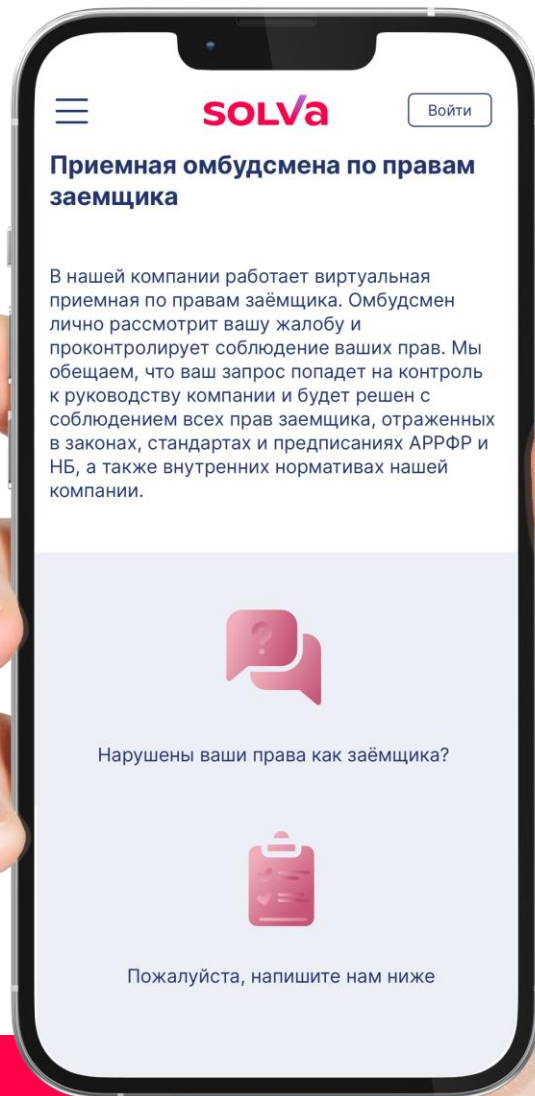 solva
Войти
Приемная омбудсмена по правам
заемщика
В нашей компании работает виртуальная
приемная по правам заёмщика. Омбудсмен
лично рассмотрит вашу жалобу и
проконтролирует соблюдение ваших прав. Мы
обещаем, что ваш запрос попадет на контроль
к руководству компании и будет решен с
соблюдением всех прав заемщика, отраженных
в законах, стандартах и предписаниях АРРФР и
НБ, а также внутренних нормативах нашей
компании.
?
Нарушены ваши права как заёмщика?
Пожалуйста, напишите нам ниже